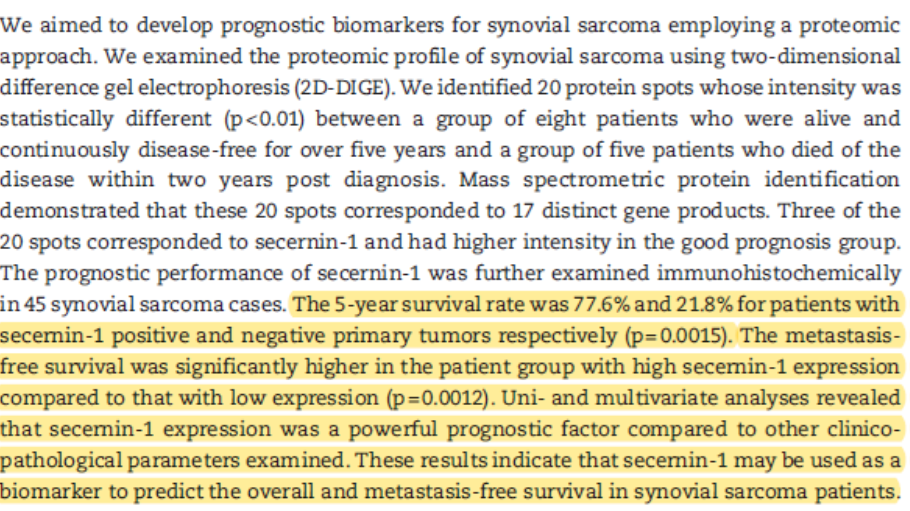 We aimed to develop prognostic biomarkers for synovial sarcoma employing a proteomic
approach. We examined the proteomic profile of synovial sarcoma using two-dimensional
difference gel electrophoresis (2D-DIGE). We identified 20 protein spots whose intensity was
statistically different (p<0.01) between a group of eight patients who were alive and
continuously disease-free for over five years and a group of five patients who died of the
disease within two years post diagnosis. Mass spectrometric protein identification
demonstrated that these 20 spots corresponded to 17 distinct gene products. Three of the
20 spots corresponded to secernin-1 and had higher intensity in the good prognosis group.
The prognostic performance of secernin-1 was further examined immunohistochemically
in 45 synovial sarcoma cases. The 5-year survival rate was 77.6% and 21.8% for patients with
secernin-1 positive and negative primary tumors respectively (p=0.0015). The metastasis-
free survival was significantly higher in the patient group with high secernin-1 expression
compared to that with low expression (p=0.0012). Uni- and multivariate analyses revealed
that secernin-1 expression was a powerful prognostic factor compared to other clinico-
pathological parameters examined. These results indicate that secernin-1 may be used as a
biomarker to predict the overall and metastasis-free survival in synovial sarcoma patients.